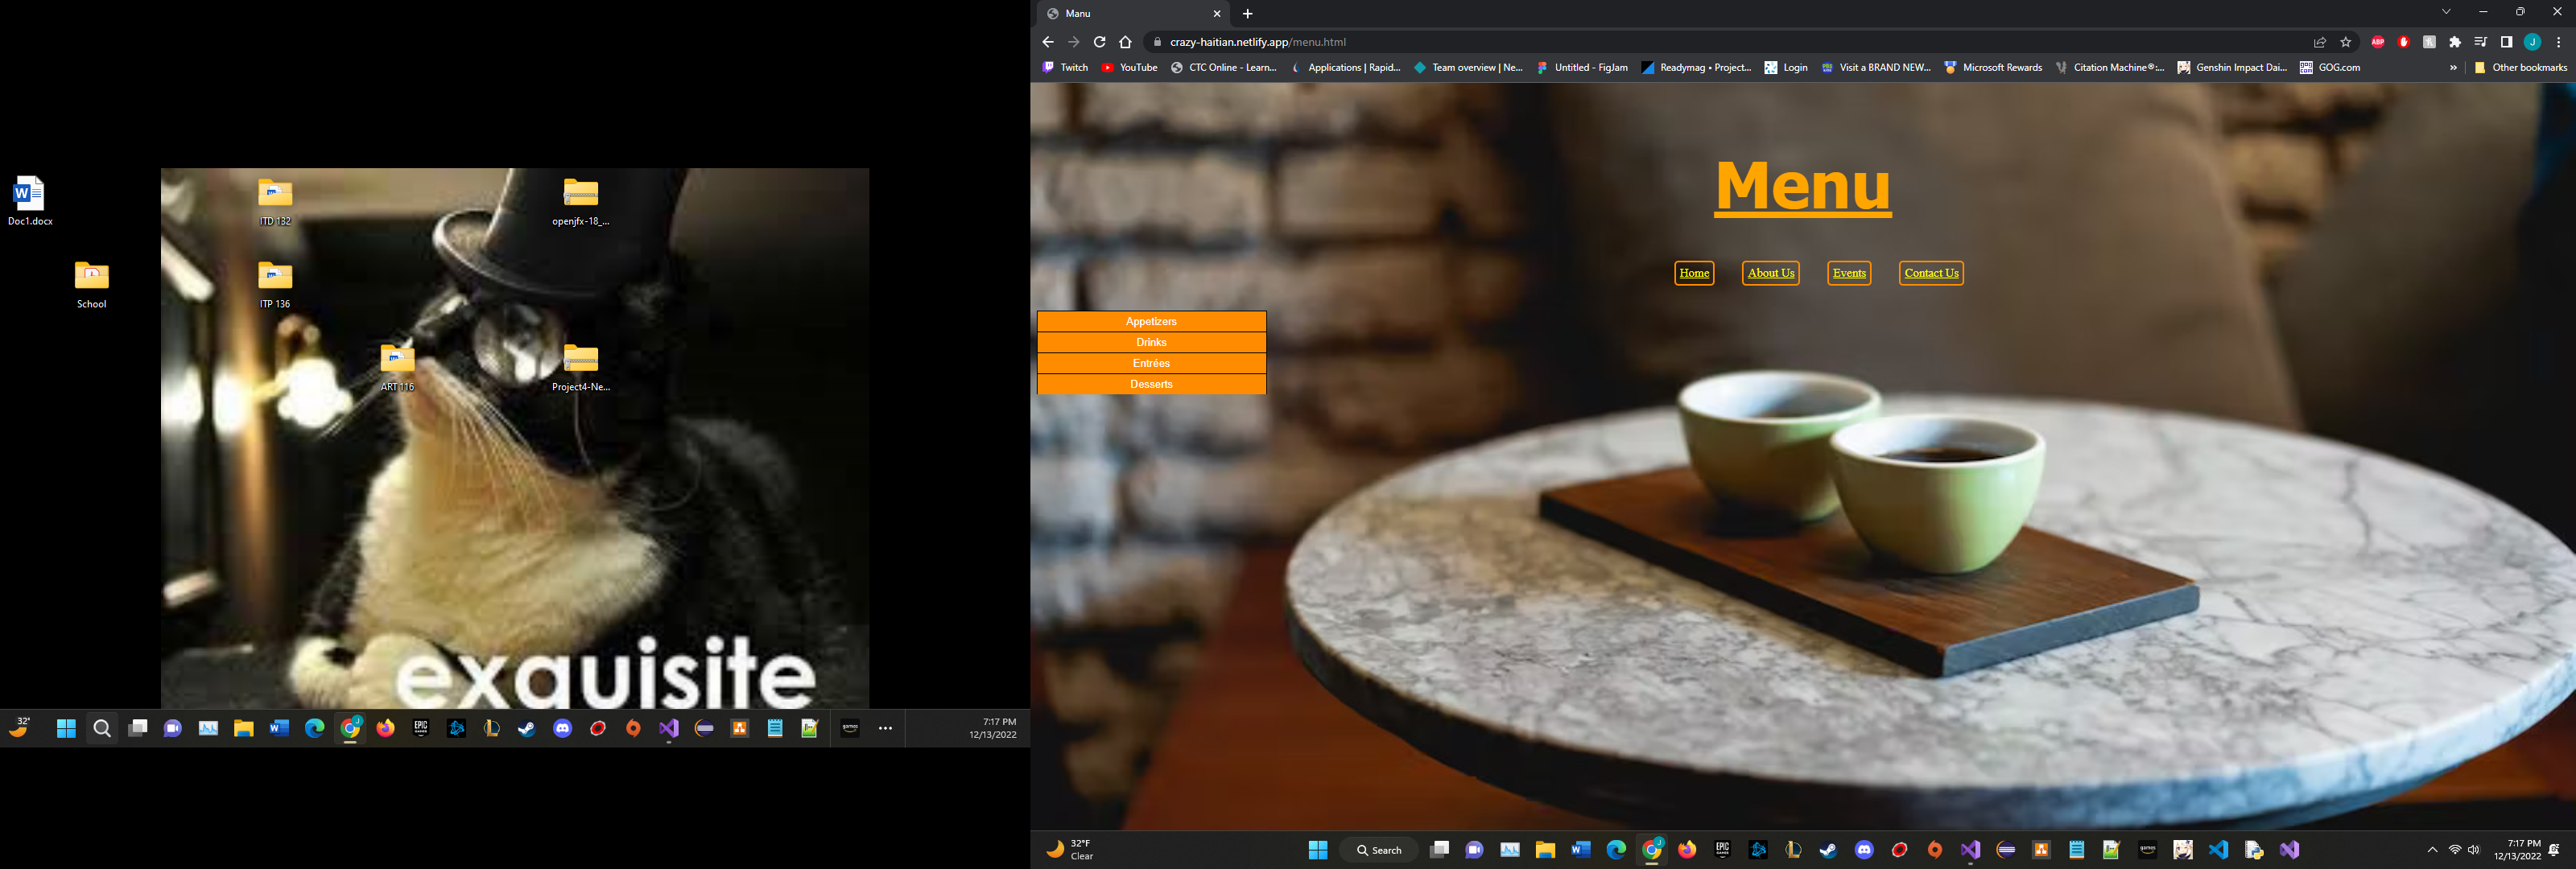 Doc1.docx
School
ITD 132
ITP 136
ART 116
openjfx-18_...
Project4-Ne...
exquisite
32°
7:17 PM
12/13/2022
Manu
crazy-haitian.netlify.app/menu.html
ABP
J
Twitch
YouTube
CTC Online - Learn...
Applications | Rapid...
Team overview | Ne...
Untitled - FigJam
Readymag • Project...
Login
Visit a BRAND NEW...
Microsoft Rewards
Citation Machine®:...
Genshin Impact Dai...
GOG.com
»
Other bookmarks
Menu
Home
About Us
Events
Contact Us
Appetizers
Drinks
Entrées
Desserts
32°F
Clear
Search
7:17 PM
12/13/2022